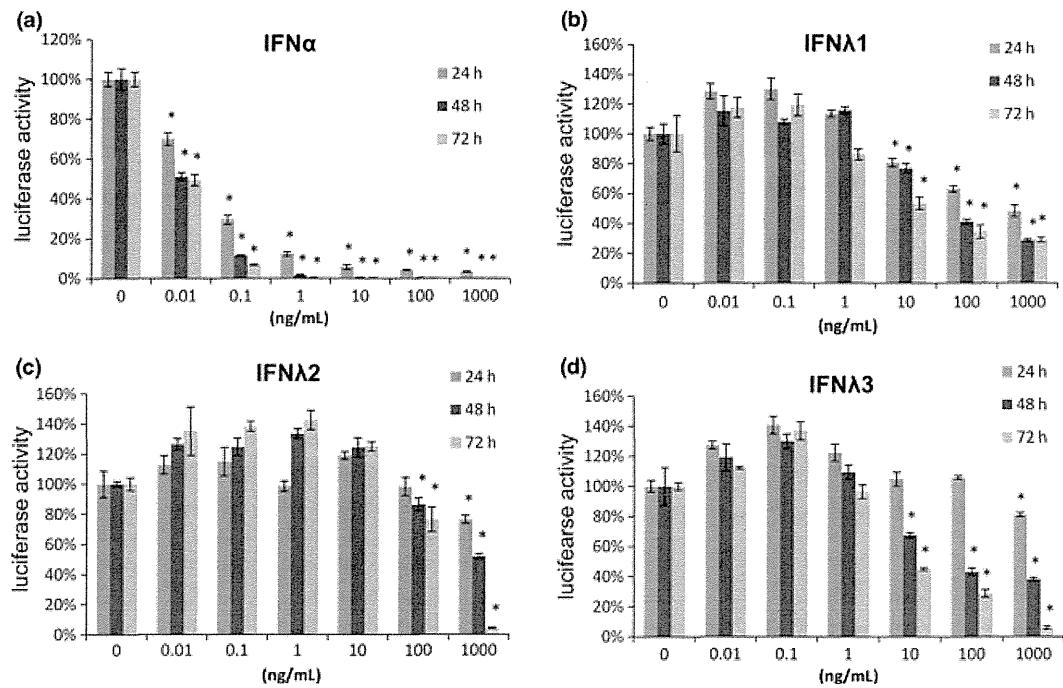 (a)
IFNα
120%
100%
80%
60%
40%
20%
0%
luciferase activity
24 h
48 h
72 h
* * *
* * *
* * *
* * *
* * *
* * *
0 0.01 0.1 1 10 100 1000
(ng/mL)
(b)
IFNλ1
160%
140%
120%
100%
80%
60%
40%
20%
0%
luciferase activity
24 h
48 h
72 h
* * *
* * *
* * *
0 0.01 0.1 1 10 100 1000
(ng/mL)
(c)
IFNλ2
160%
140%
120%
100%
80%
60%
40%
20%
0%
luciferase activity
24 h
48 h
72 h
* *
* * *
0 0.01 0.1 1 10 100 1000
(ng/mL)
(d)
IFNλ3
160%
140%
120%
100%
80%
60%
40%
20%
0%
lucifearse activity
24 h
48 h
72 h
* *
* *
* * *
0 0.01 0.1 1 10 100 1000
(ng/mL)